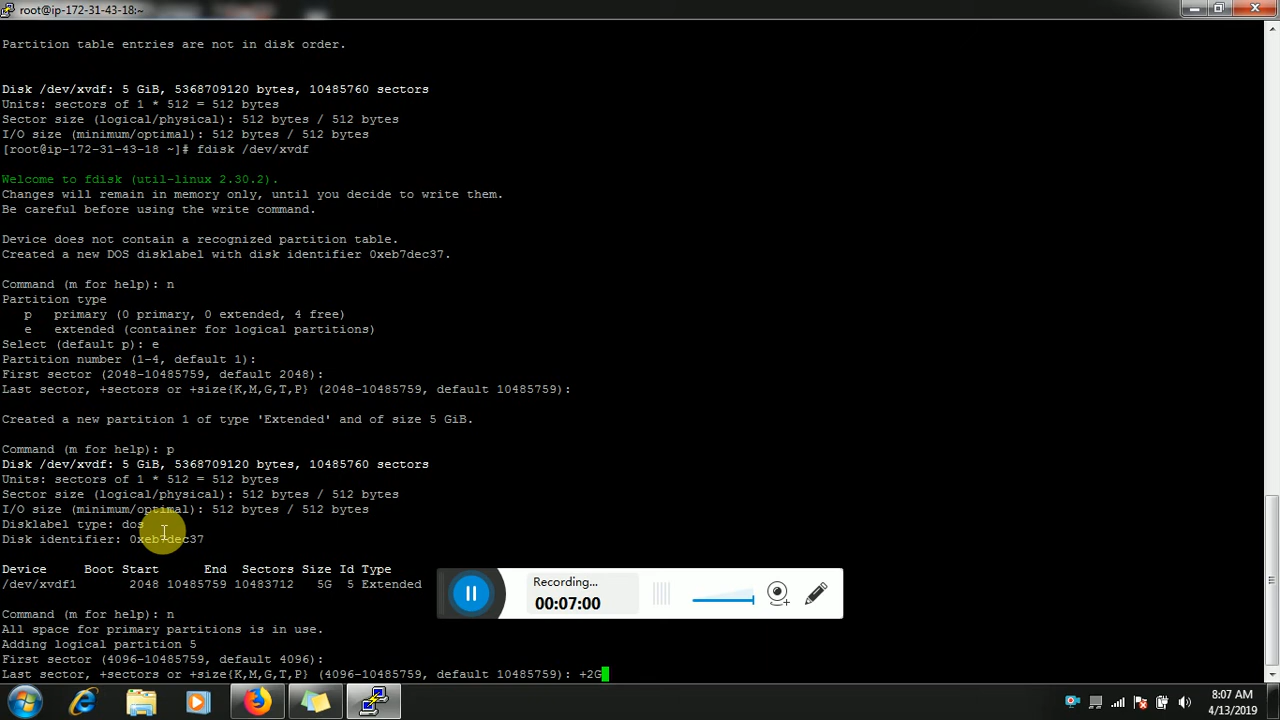 root@ip-172-31-43-18:~
Partition table entries are not in disk order.
Disk /dev/xvdf: 5 GiB, 5368709120 bytes, 10485760 sectors
Units: sectors of 1 * 512 = 512 bytes
Sector size (logical/physical): 512 bytes / 512 bytes
I/O size (minimum/optimal): 512 bytes / 512 bytes
[root@ip-172-31-43-18 ~]# fdisk /dev/xvdf
Welcome to fdisk (util-linux 2.30.2).
Changes will remain in memory only, until you decide to write them.
Be careful before using the write command.
Device does not contain a recognized partition table.
Created a new DOS disklabel with disk identifier 0xeb7dec37.
Command (m for help): n
Partition type
p   primary (0 primary, 0 extended, 4 free)
e   extended (container for logical partitions)
Select (default p): e
Partition number (1-4, default 1):
First sector (2048-10485759, default 2048):
Last sector, +sectors or +size{K,M,G,T,P} (2048-10485759, default 10485759):
Created a new partition 1 of type 'Extended' and of size 5 GiB.
Command (m for help): p
Disk /dev/xvdf: 5 GiB, 5368709120 bytes, 10485760 sectors
Units: sectors of 1 * 512 = 512 bytes
Sector size (logical/physical): 512 bytes / 512 bytes
I/O size (minimum/optimal): 512 bytes / 512 bytes
Disklabel type: dos
Disk identifier: 0xeb7dec37
Device     Boot Start      End  Sectors Size Id Type
/dev/xvdf1       2048 10485759 10483712   5G  5 Extended
Recording...
00:07:00
Command (m for help): n
All space for primary partitions is in use.
Adding logical partition 5
First sector (4096-10485759, default 4096):
Last sector, +sectors or +size{K,M,G,T,P} (4096-10485759, default 10485759): +2G
8:07 AM
4/13/2019